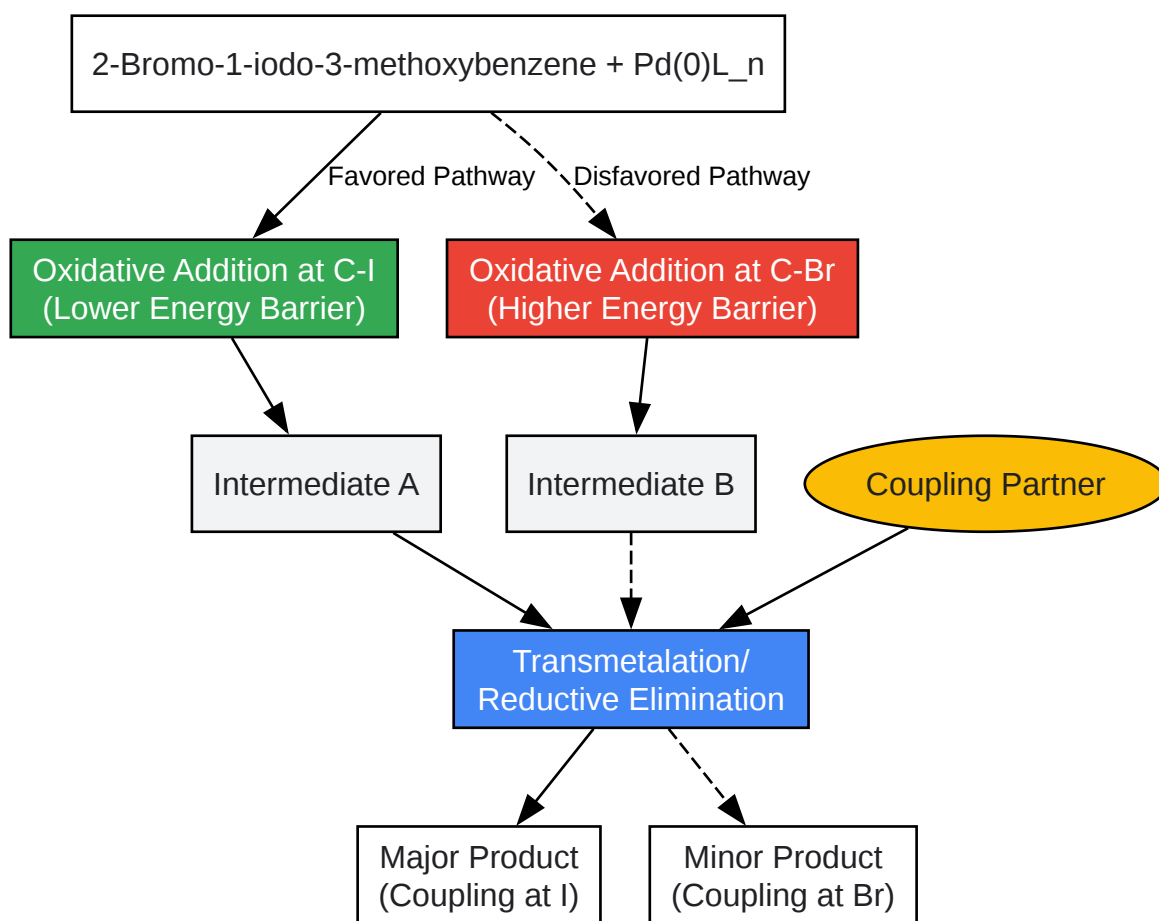 2-Bromo-1-iodo-3-methoxybenzene + Pd(0)L_n
Favored Pathway
Disfavored Pathway
Oxidative Addition at C-I
(Lower Energy Barrier)
Oxidative Addition at C-Br
(Higher Energy Barrier)
Intermediate A
Intermediate B
Coupling Partner
Transmetalation/
Reductive Elimination
Major Product
(Coupling at I)
Minor Product
(Coupling at Br)